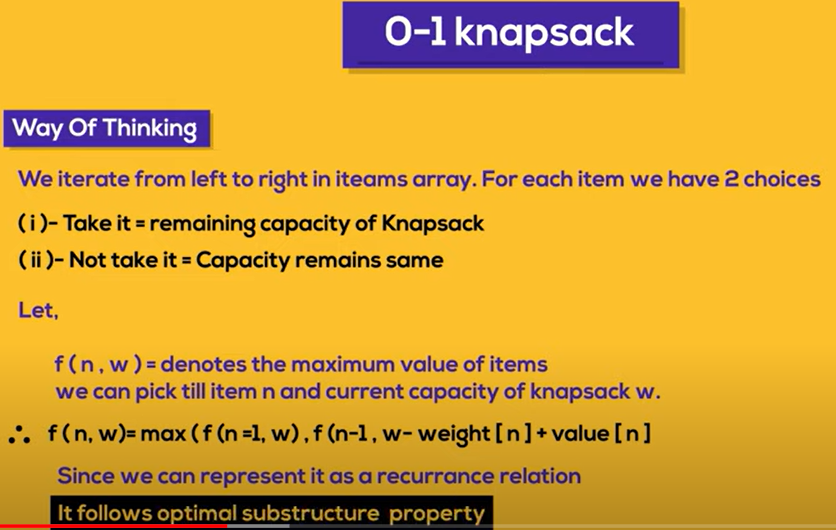 0-1 knapsack
Way Of Thinking
We iterate from left to right in iteams array. For each item we have 2 choices
( i )- Take it = remaining capacity of Knapsack
( ii )- Not take it = Capacity remains same
Let,
f ( n , w ) = denotes the maximum value of items
we can pick till item n and current capacity of knapsack w.
∴ f ( n, w)= max ( f (n =1, w) , f (n-1 , w- weight [ n ] + value [ n ]
Since we can represent it as a recurrance relation
It follows optimal substructure property